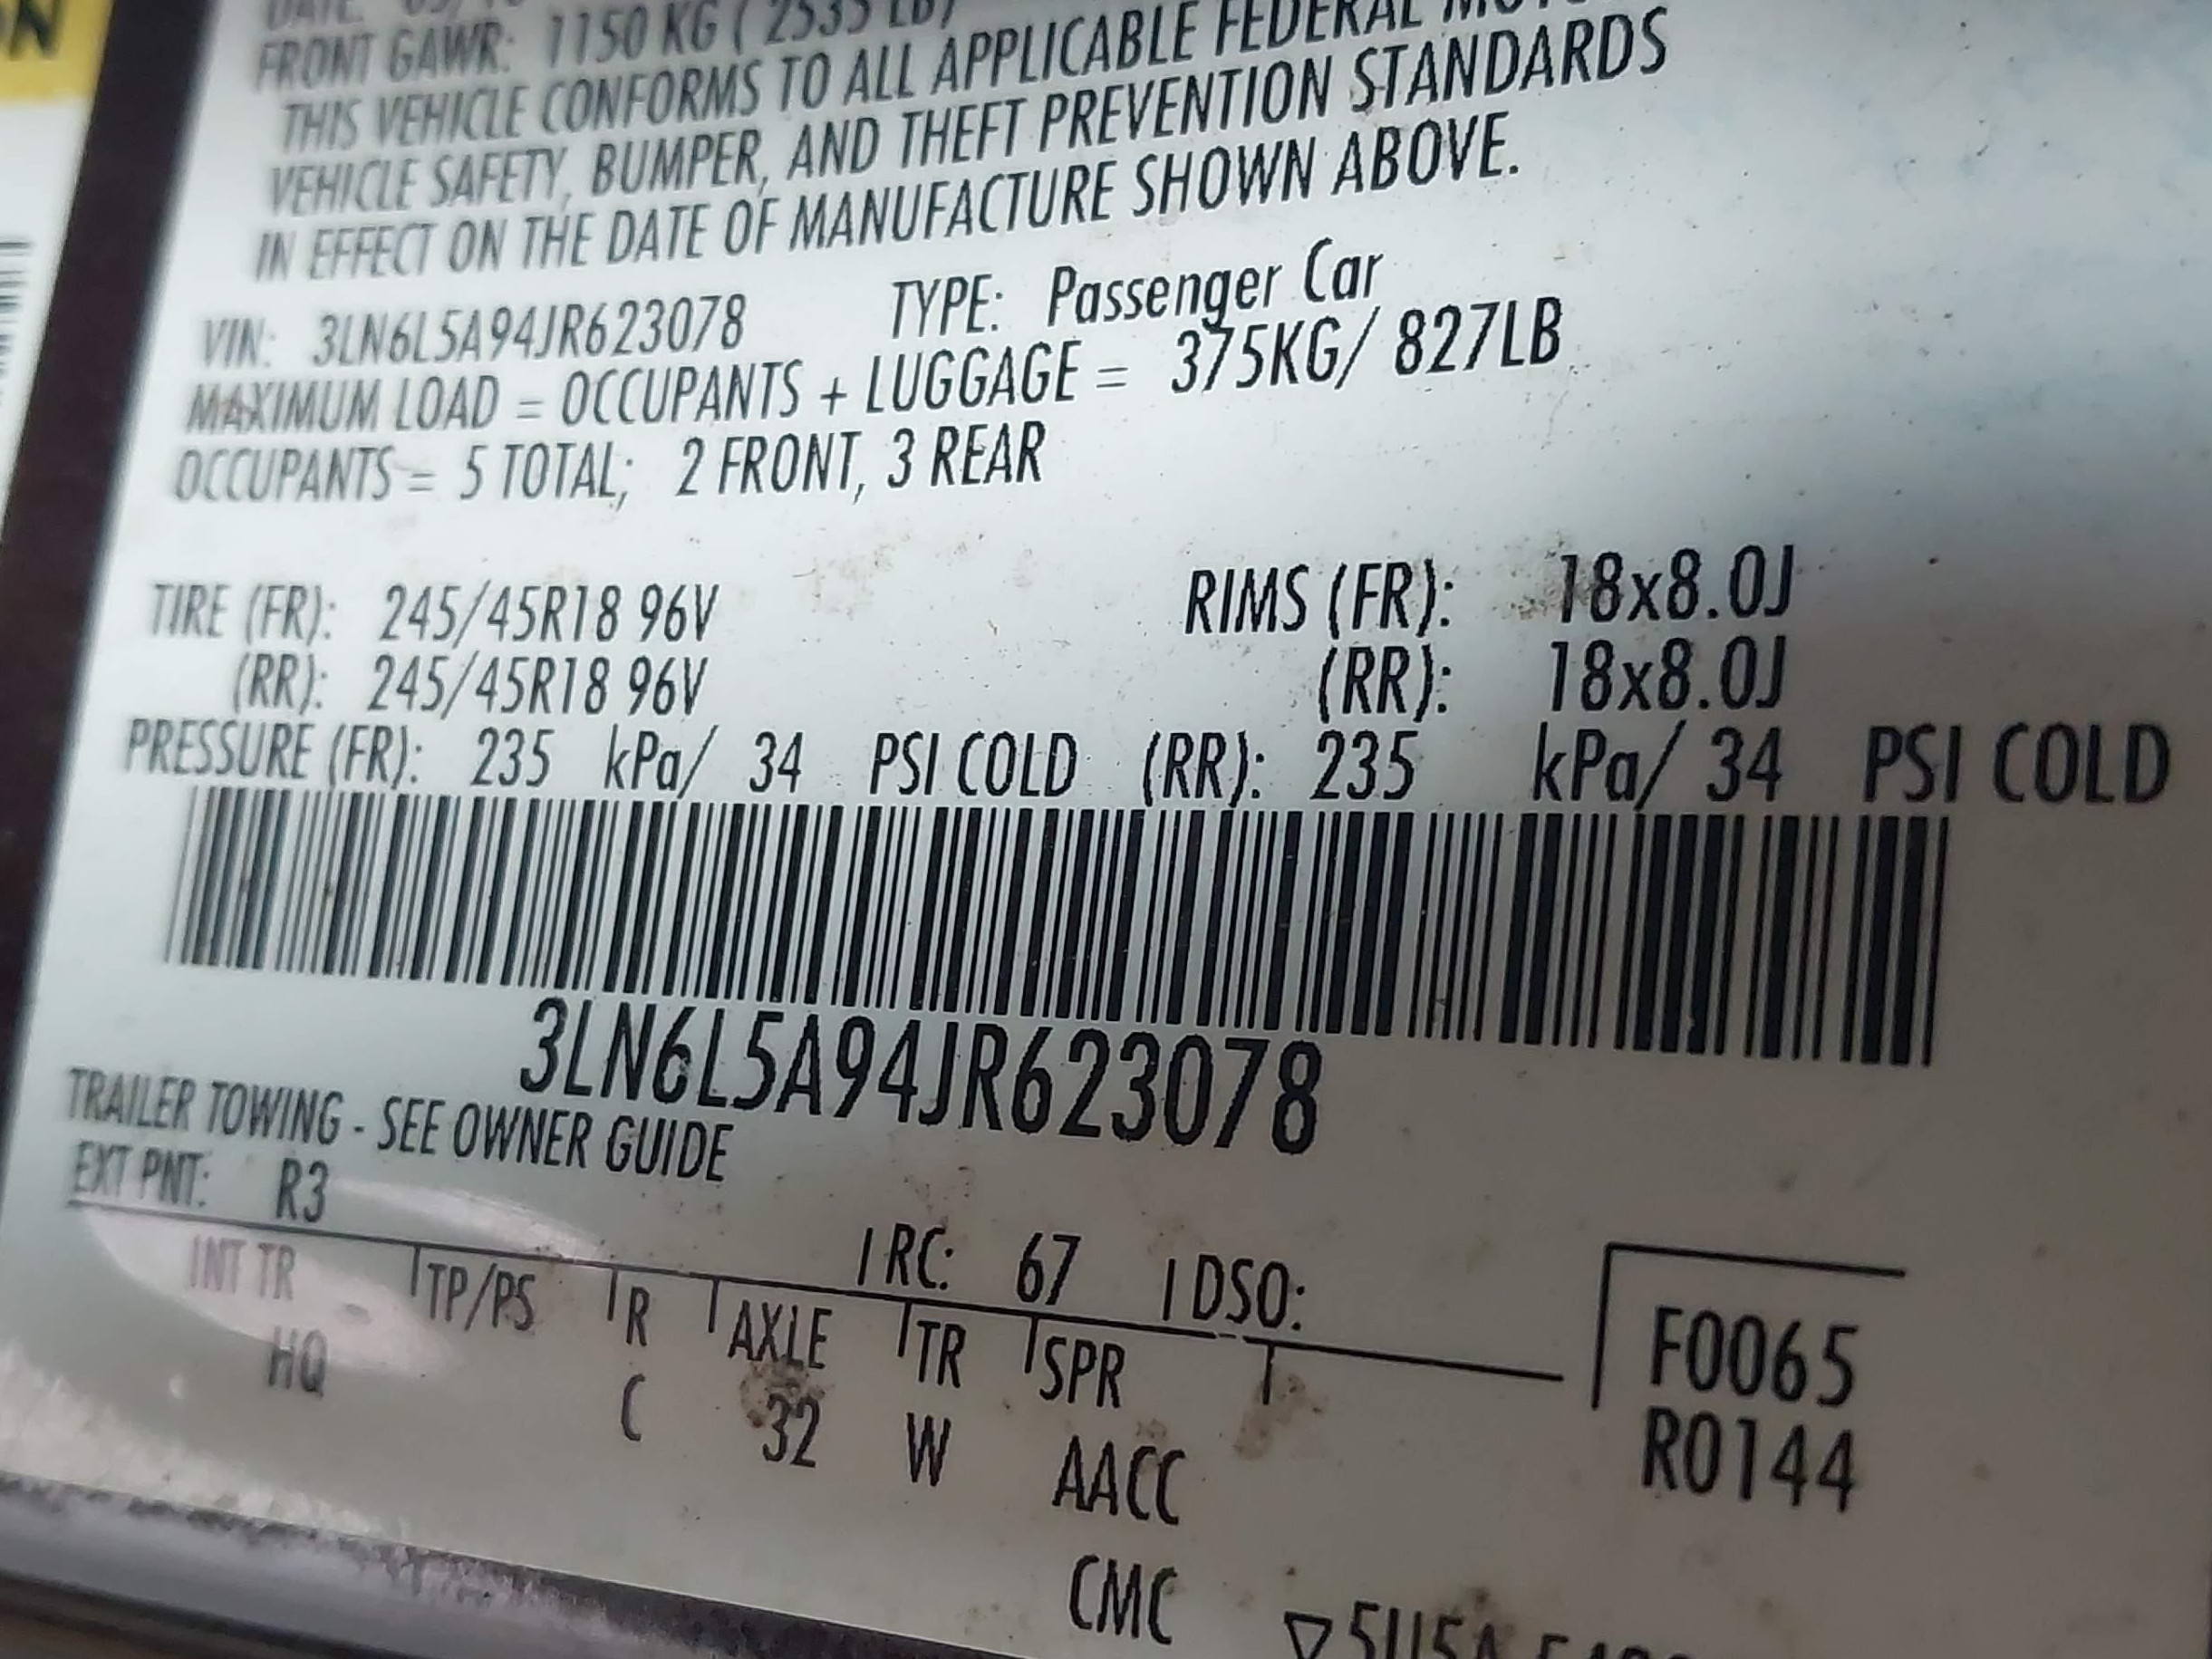 N
DATE:
FRONT GAWR: 1150 KG ( 2535 LB)
THIS VEHICLE CONFORMS TO ALL APPLICABLE FEDERAL
VEHICLE SAFETY, BUMPER, AND THEFT PREVENTION STANDARDS
IN EFFECT ON THE DATE OF MANUFACTURE SHOWN ABOVE.
VIN: 3LN6L5A94JR623078 TYPE: Passenger Car
MAXIMUM LOAD = OCCUPANTS + LUGGAGE = 375KG/ 827LB
OCCUPANTS = 5 TOTAL; 2 FRONT, 3 REAR
TIRE (FR): 245/45R18 96V RIMS (FR): 18x8.0J
(RR): 245/45R18 96V (RR): 18x8.0J
PRESSURE (FR): 235 kPa/ 34 PSI COLD (RR): 235 kPa/ 34 PSI COLD
3LN6L5A94JR623078
TRAILER TOWING - SEE OWNER GUIDE
EXT PNT: R3 RC: 67 DSO:
INT TR TP/PS R AXLE TR SPR F0065
HQ C 32 W AACC R0144
CMC